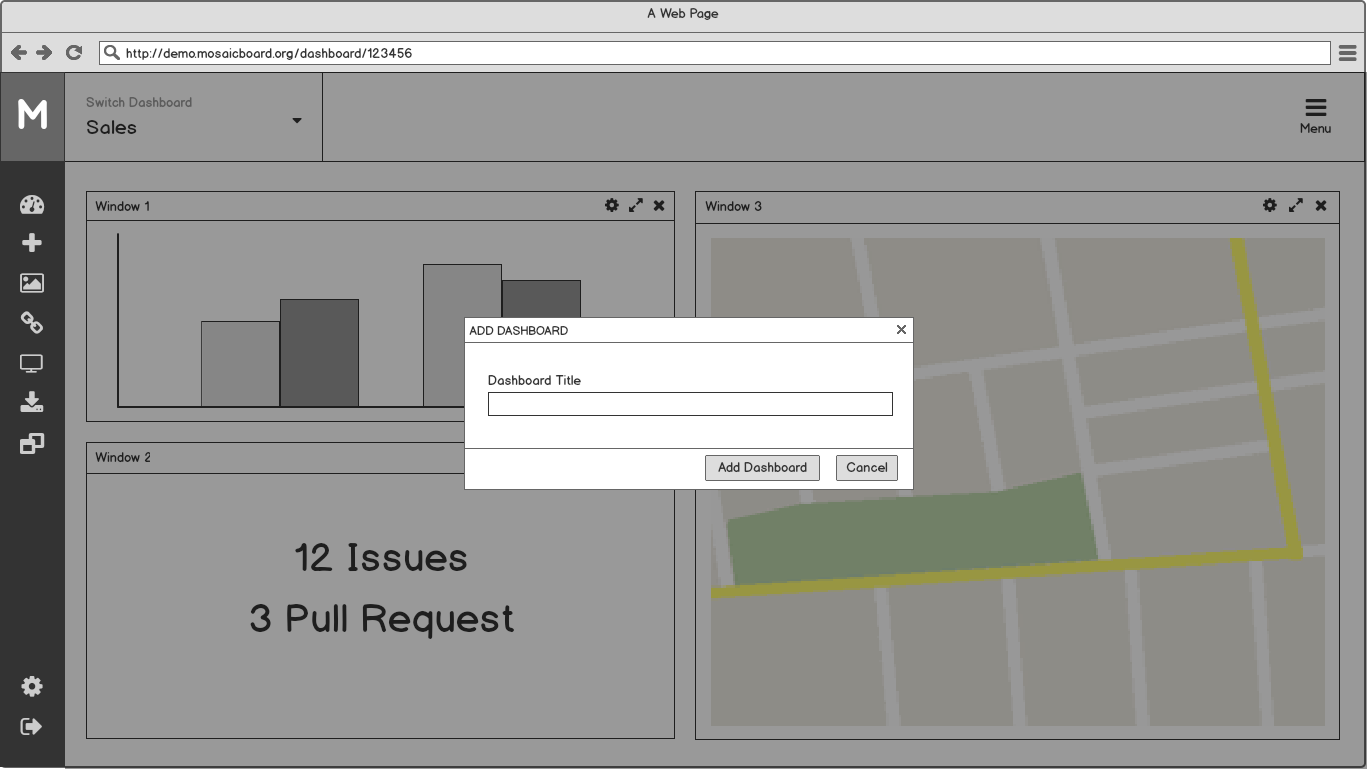 A Web Page
http://demo.mosaicboard.org/dashboard/123456
M
Switch Dashboard
Sales
Menu
Window 1
Window 3
ADD DASHBOARD
Dashboard Title
Add Dashboard
Cancel
Window 2
12 Issues
3 Pull Request